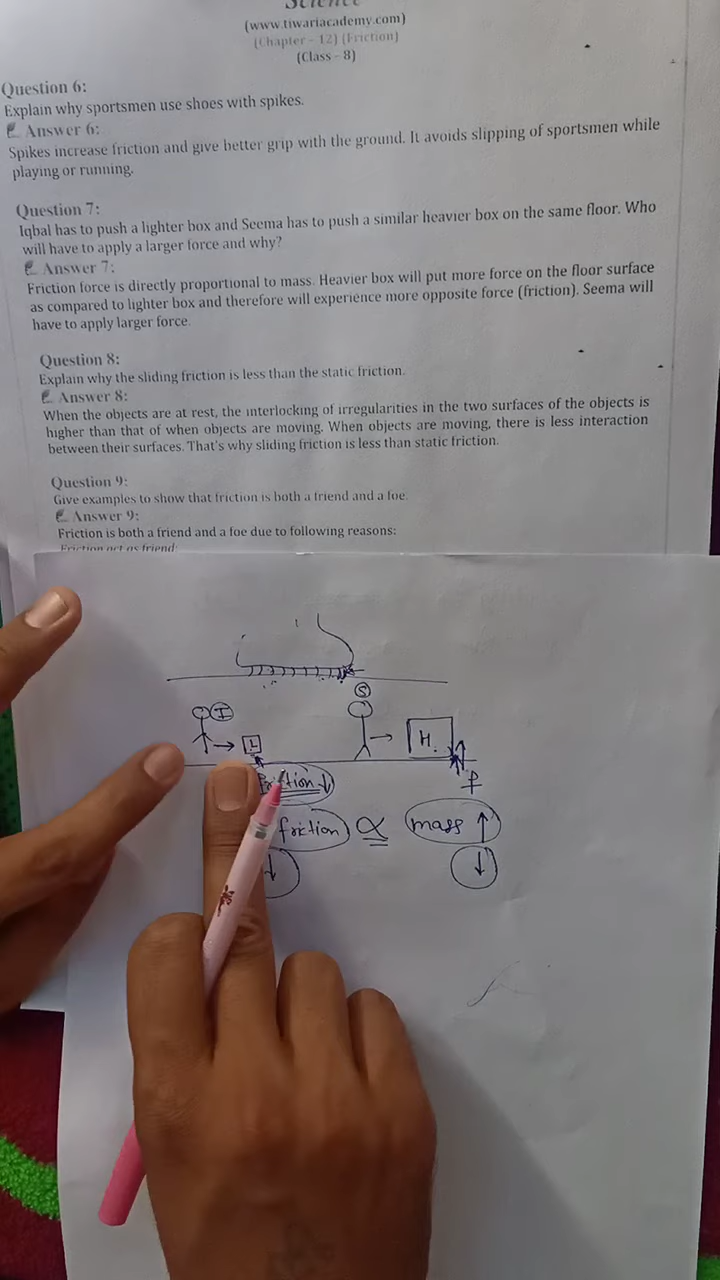 Science
(www.tiwariacademy.com)
(Chapter – 12) (Friction)
(Class – 8)
Question 6:
Explain why sportsmen use shoes with spikes.
Answer 6:
Spikes increase friction and give better grip with the ground. It avoids slipping of sportsmen while
playing or running.
Question 7:
Iqbal has to push a lighter box and Seema has to push a similar heavier box on the same floor. Who
will have to apply a larger force and why?
Answer 7:
Friction force is directly proportional to mass. Heavier box will put more force on the floor surface
as compared to lighter box and therefore will experience more opposite force (friction). Seema will
have to apply larger force.
Question 8:
Explain why the sliding friction is less than the static friction.
Answer 8:
When the objects are at rest, the interlocking of irregularities in the two surfaces of the objects is
higher than that of when objects are moving. When objects are moving, there is less interaction
between their surfaces. That's why sliding friction is less than static friction.
Question 9:
Give examples to show that friction is both a friend and a foe.
Answer 9:
Friction is both a friend and a foe due to following reasons:
Friction act as friend:
S
I
L
H.
friction ↓
f
friction ∝ mass ↑
↓ ↓